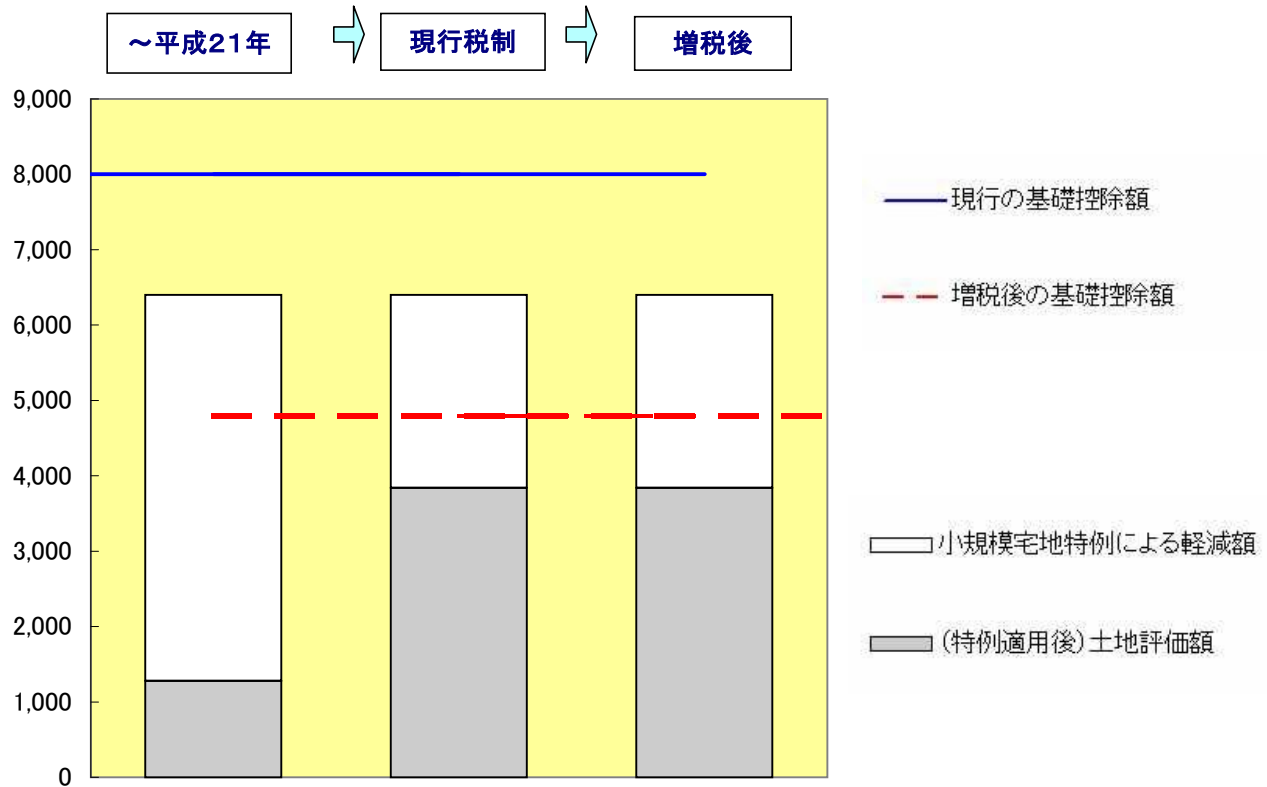 ～平成21年
現行税制
増税後
9,000
8,000
7,000
6,000
5,000
4,000
3,000
2,000
1,000
0
現行の基礎控除額
増税後の基礎控除額
小規模宅地特例による軽減額
(特例適用後)土地評価額